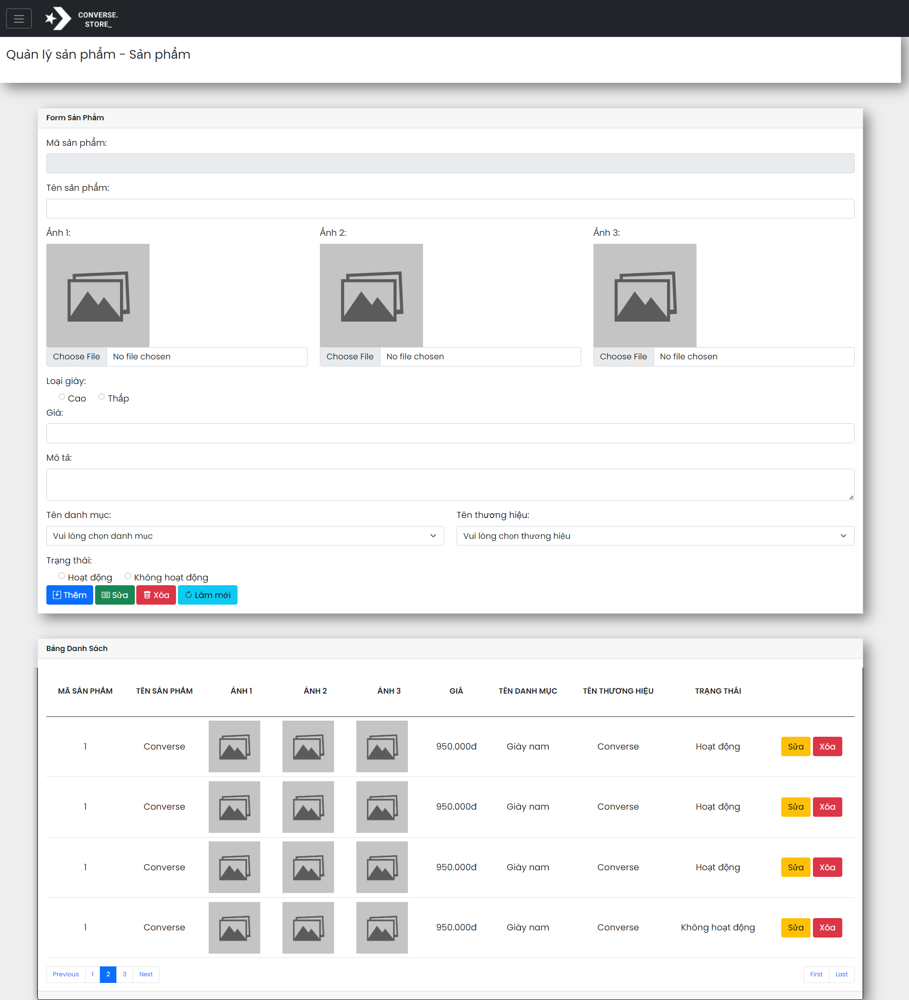 CONVERSE.
STORE_
Quản lý sản phẩm - Sản phẩm
Form Sản Phẩm
Mã sản phẩm:
Tên sản phẩm:
Ảnh 1: Ảnh 2: Ảnh 3:
Choose File No file chosen Choose File No file chosen Choose File No file chosen
Loại giày:
Cao Thấp
Giá:
Mô tả:
Tên danh mục: Tên thương hiệu:
Vui lòng chọn danh mục Vui lòng chọn thương hiệu
Trạng thái:
Hoạt động Không hoạt động
Thêm Sửa Xóa Làm mới
Bảng Danh Sách
MÃ SẢN PHẨM TÊN SẢN PHẨM ẢNH 1 ẢNH 2 ẢNH 3 GIÁ TÊN DANH MỤC TÊN THƯƠNG HIỆU TRẠNG THÁI
1 Converse 950.000đ Giày nam Converse Hoạt động Sửa Xóa
1 Converse 950.000đ Giày nam Converse Hoạt động Sửa Xóa
1 Converse 950.000đ Giày nam Converse Hoạt động Sửa Xóa
1 Converse 950.000đ Giày nam Converse Không hoạt động Sửa Xóa
Previous 1 2 3 Next First Last